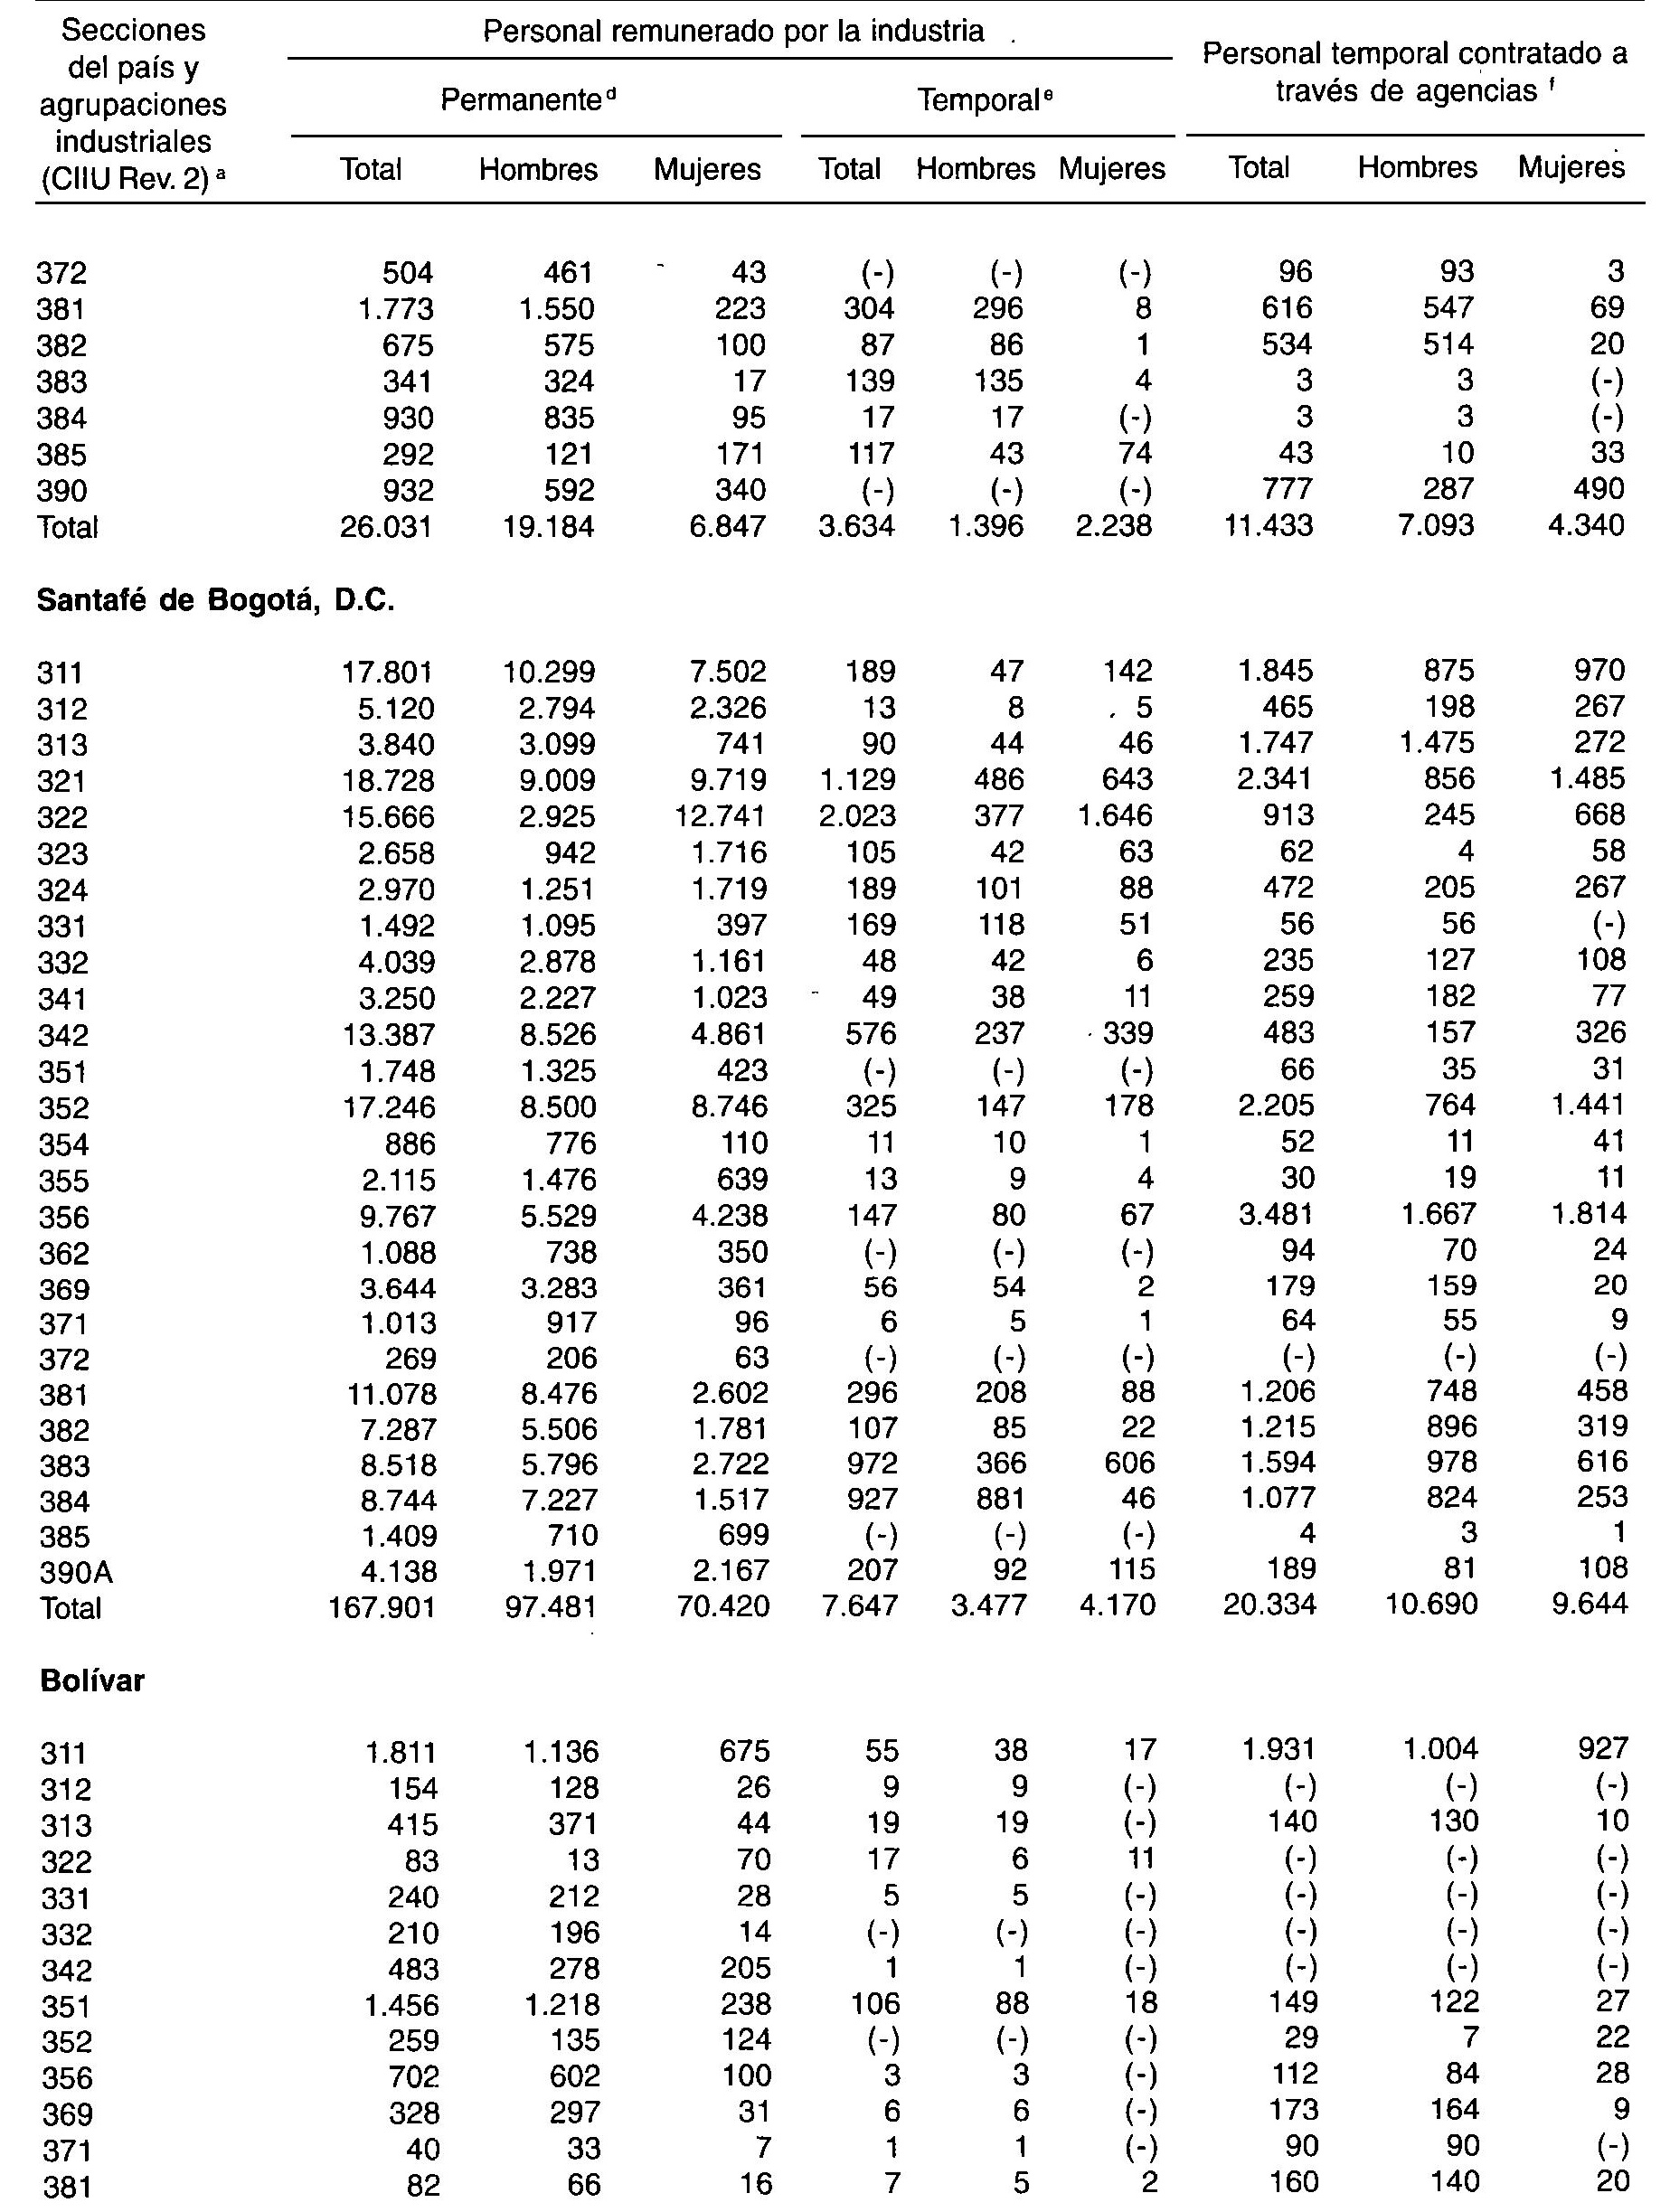 Secciones del país y agrupaciones industriales (CIIU Rev. 2) a
Personal remunerado por la industria
Personal temporal contratado a través de agencias f
Permanente d Temporal e
Total Hombres Mujeres Total Hombres Mujeres Total Hombres Mujeres
372 504 461 43 (-) (-) (-) 96 93 3
381 1.773 1.550 223 304 296 8 616 547 69
382 675 575 100 87 86 1 534 514 20
383 341 324 17 139 135 4 3 3 (-)
384 930 835 95 17 17 (-) 3 3 (-)
385 292 121 171 117 43 74 43 10 33
390 932 592 340 (-) (-) (-) 777 287 490
Total 26.031 19.184 6.847 3.634 1.396 2.238 11.433 7.093 4.340
Santafé de Bogotá, D.C.
311 17.801 10.299 7.502 189 47 142 1.845 875 970
312 5.120 2.794 2.326 13 8 5 465 198 267
313 3.840 3.099 741 90 44 46 1.747 1.475 272
321 18.728 9.009 9.719 1.129 486 643 2.341 856 1.485
322 15.666 2.925 12.741 2.023 377 1.646 913 245 668
323 2.658 942 1.716 105 42 63 62 4 58
324 2.970 1.251 1.719 189 101 88 472 205 267
331 1.492 1.095 397 169 118 51 56 56 (-)
332 4.039 2.878 1.161 48 42 6 235 127 108
341 3.250 2.227 1.023 49 38 11 259 182 77
342 13.387 8.526 4.861 576 237 339 483 157 326
351 1.748 1.325 423 (-) (-) (-) 66 35 31
352 17.246 8.500 8.746 325 147 178 2.205 764 1.441
354 886 776 110 11 10 1 52 11 41
355 2.115 1.476 639 13 9 4 30 19 11
356 9.767 5.529 4.238 147 80 67 3.481 1.667 1.814
362 1.088 738 350 (-) (-) (-) 94 70 24
369 3.644 3.283 361 56 54 2 179 159 20
371 1.013 917 96 6 5 1 64 55 9
372 269 206 63 (-) (-) (-) (-) (-) (-)
381 11.078 8.476 2.602 296 208 88 1.206 748 458
382 7.287 5.506 1.781 107 85 22 1.215 896 319
383 8.518 5.796 2.722 972 366 606 1.594 978 616
384 8.744 7.227 1.517 927 881 46 1.077 824 253
385 1.409 710 699 (-) (-) (-) 4 3 1
390A 4.138 1.971 2.167 207 92 115 189 81 108
Total 167.901 97.481 70.420 7.647 3.477 4.170 20.334 10.690 9.644
Bolívar
311 1.811 1.136 675 55 38 17 1.931 1.004 927
312 154 128 26 9 9 (-) (-) (-) (-)
313 415 371 44 19 19 (-) 140 130 10
322 83 13 70 17 6 11 (-) (-) (-)
331 240 212 28 5 5 (-) (-) (-) (-)
332 210 196 14 (-) (-) (-) (-) (-) (-)
342 483 278 205 1 1 (-) (-) (-) (-)
351 1.456 1.218 238 106 88 18 149 122 27
352 259 135 124 (-) (-) (-) 29 7 22
356 702 602 100 3 3 (-) 112 84 28
369 328 297 31 6 6 (-) 173 164 9
371 40 33 7 1 1 (-) 90 90 (-)
381 82 66 16 7 5 2 160 140 20